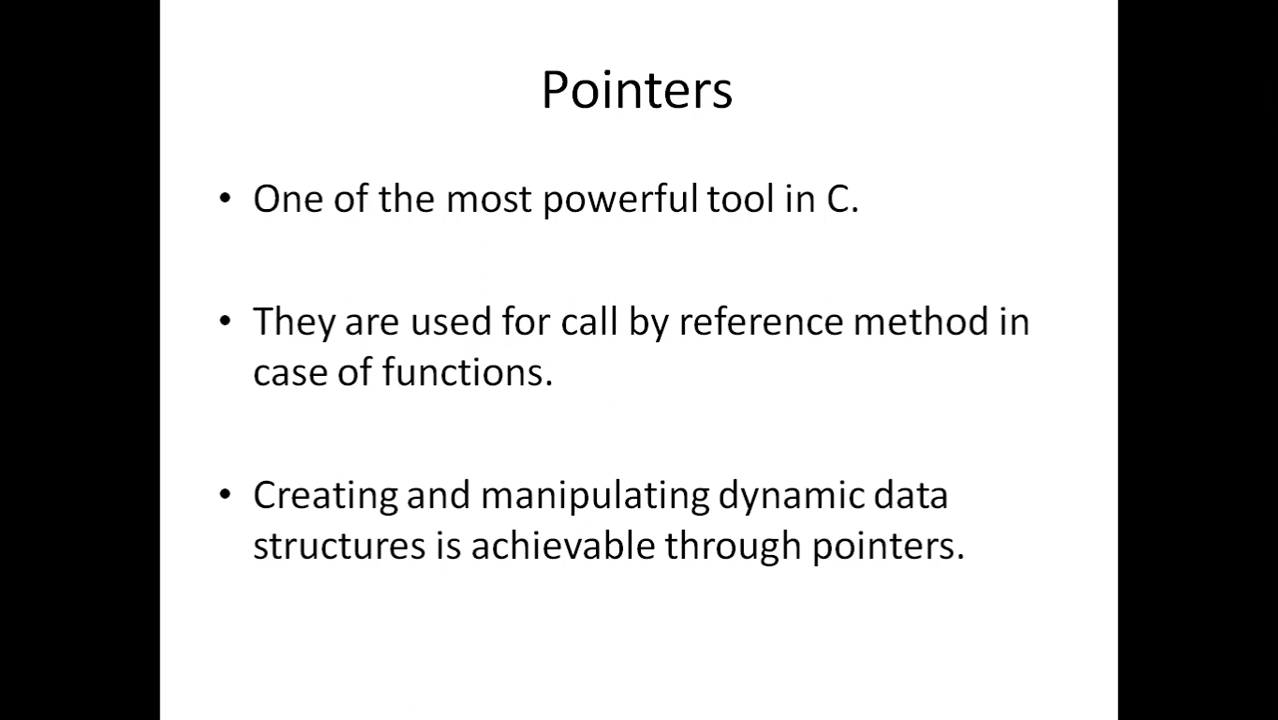 Pointers
• One of the most powerful tool in C.
• They are used for call by reference method in
case of functions.
• Creating and manipulating dynamic data
structures is achievable through pointers.